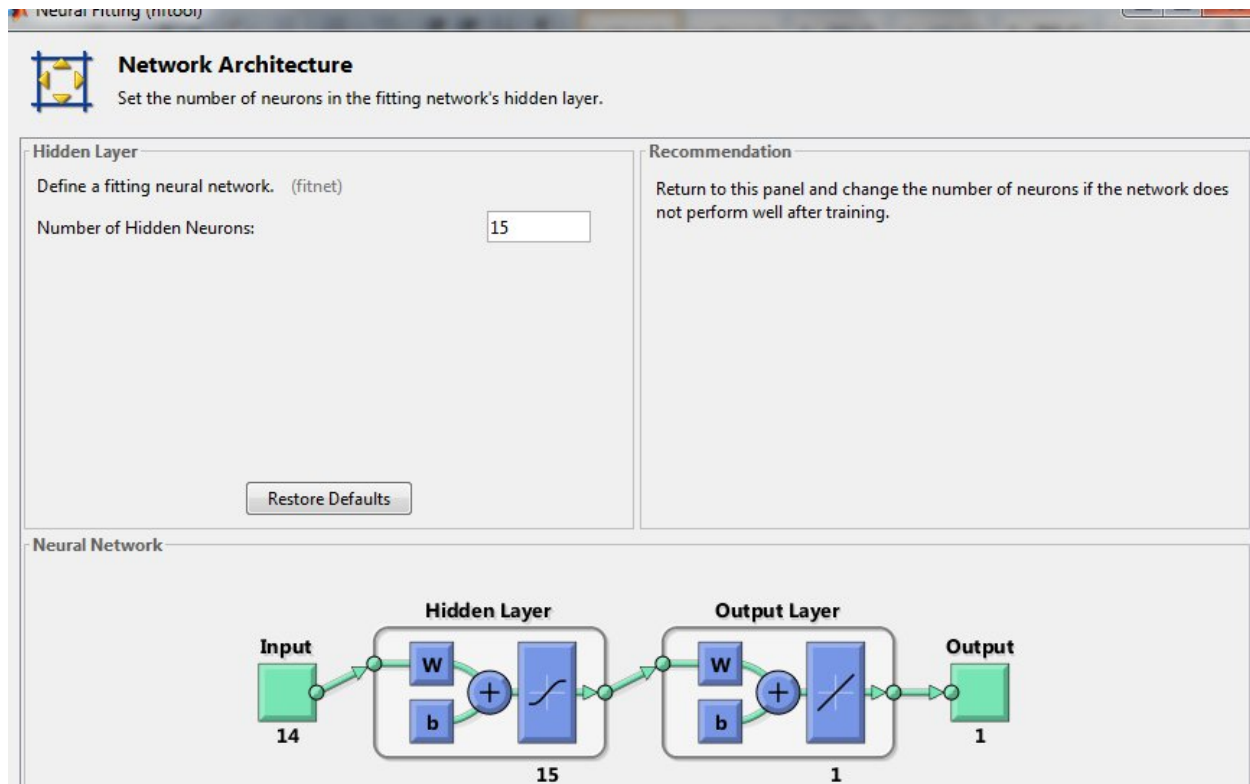 Neural Fitting (nftool)
Network Architecture
Set the number of neurons in the fitting network's hidden layer.
Hidden Layer
Define a fitting neural network. (fitnet)
Number of Hidden Neurons:
15
Restore Defaults
Recommendation
Return to this panel and change the number of neurons if the network does
not perform well after training.
Neural Network
Hidden Layer
Output Layer
Input
W
b
W
b
Output
14
15
1
1